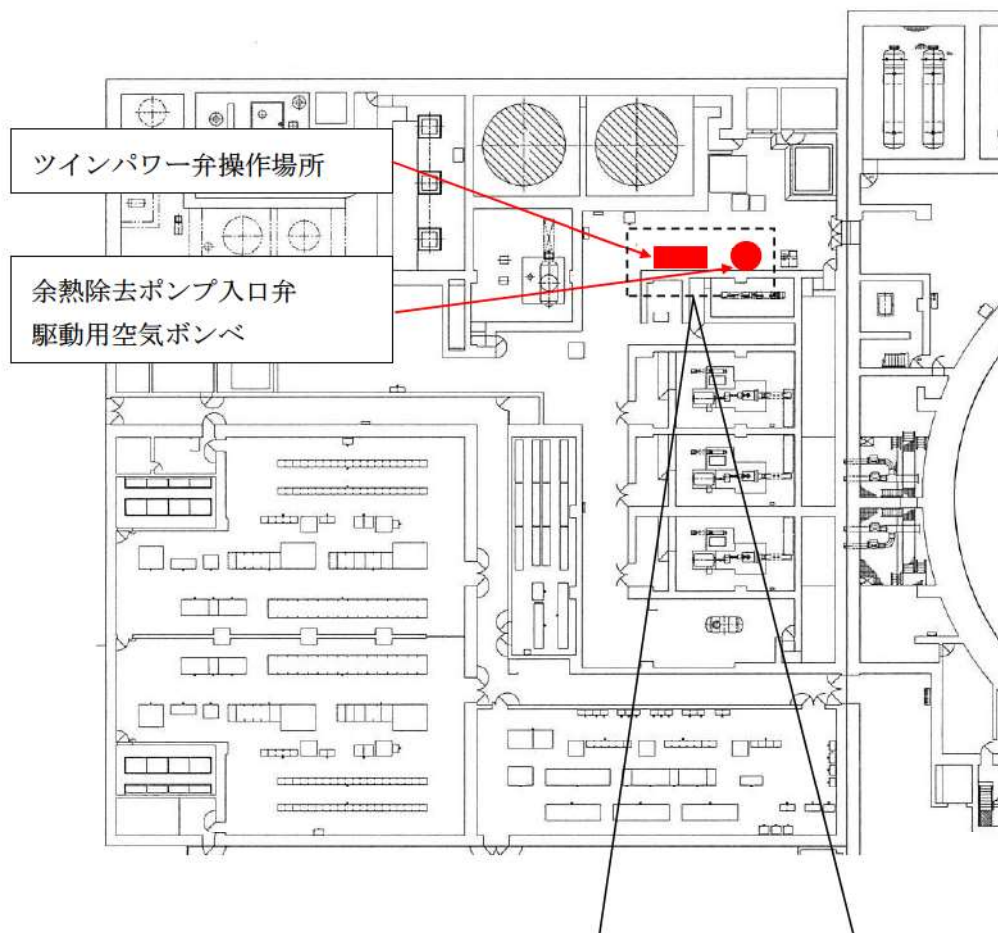 ツインパワー弁操作場所
余熱除去ポンプ入口弁
駆動用空気ボンベ